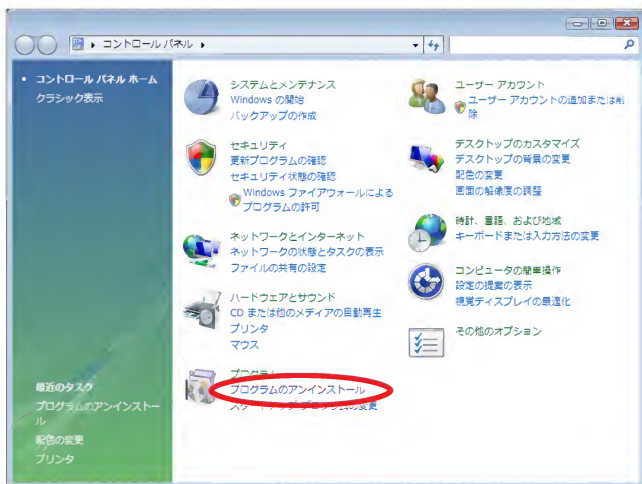 コントロール パネル
コントロール パネル ホーム
クラシック表示
システムとメンテナンス
Windows の開始
バックアップの作成
セキュリティ
更新プログラムの確認
セキュリティ状態の確認
Windows ファイアウォールによる
プログラムの許可
ネットワークとインターネット
ネットワークの状態とタスクの表示
ファイルの共有の設定
ハードウェアとサウンド
CD または他のメディアの自動再生
プリンタ
マウス
プログラム
プログラムのアンインストール
スタートアップ プログラムの変更
ユーザー アカウント
ユーザー アカウントの追加または削
除
デスクトップのカスタマイズ
デスクトップの背景の変更
配色の変更
画面の解像度の調整
時計、言語、および地域
キーボードまたは入力方法の変更
コンピュータの簡単操作
設定の提案の表示
視覚ディスプレイの最適化
その他のオプション
最近のタスク
プログラムのアンインストー
ル
配色の変更
プリンタ